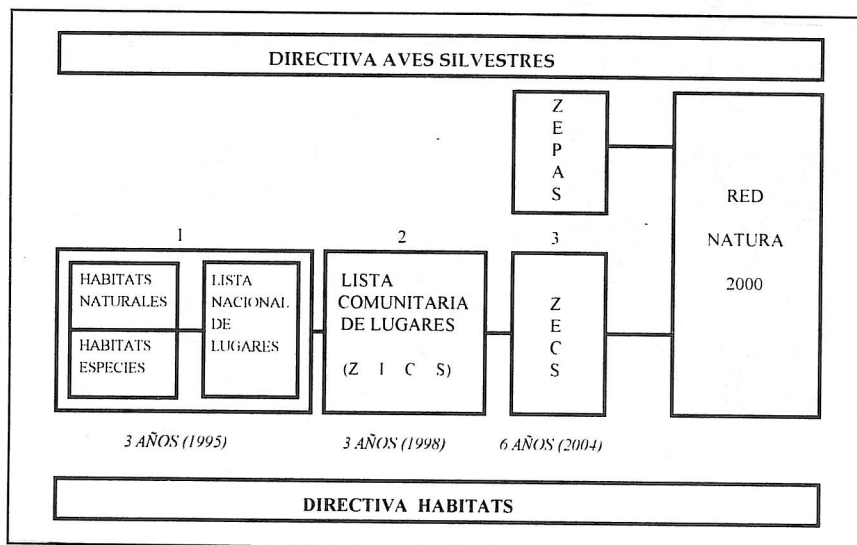 DIRECTIVA AVES SILVESTRES
Z
E
P
A
S
RED
NATURA
2000
1
2
3
HABITATS
NATURALES
HABITATS
ESPECIES
LISTA
NACIONAL
DE
LUGARES
LISTA
COMUNITARIA
DE LUGARES
(Z I C S)
Z
E
C
S
3 AÑOS (1995)
3 AÑOS (1998)
6 AÑOS (2004)
DIRECTIVA HABITATS